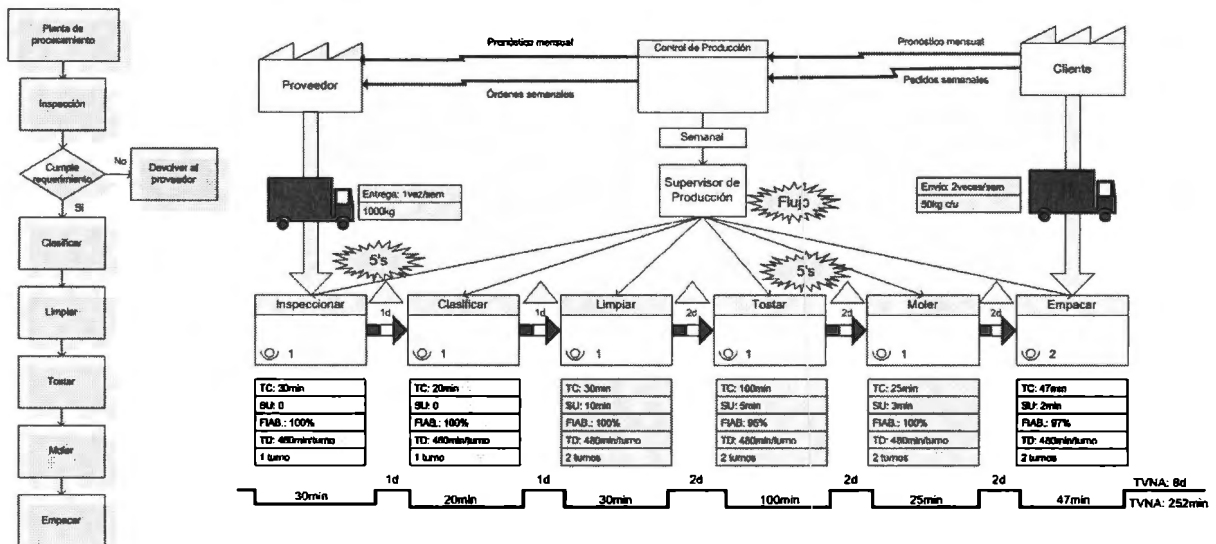 Planta de
procesamiento
Inspección
Cumple
requerimiento
No
Devolver al
proveedor
Si
Clasificar
Limpiar
Tostar
Moler
Empacar
Proveedor
Pronóstico mensual
Órdenes semanales
Control de Producción
Pronóstico mensual
Pedidos semanales
Cliente
Semanal
Supervisor de
Producción
Flujo
Entrega: 1vez/sem
1000kg
Envío: 2veces/sem
50kg c/u
5's
5's
Inspeccionar
1
1d
Clasificar
1
1d
Limpiar
1
2d
Tostar
1
2d
Moler
1
2d
Empacar
2
TC: 30min
SU: 0
FIAB.: 100%
TD: 480min/turno
1 turno
TC: 20min
SU: 0
FIAB.: 100%
TD: 480min/turno
1 turno
TC: 30min
SU: 10min
FIAB.: 100%
TD: 480min/turno
2 turnos
TC: 100min
SU: 5min
FIAB: 95%
TD: 480min/turno
2 turnos
TC: 25min
SU: 3min
FIAB.: 100%
TD: 480min/turno
2 turnos
TC: 47min
SU: 2min
FIAB.: 97%
TD: 480min/turno
2 turnos
30min
1d
20min
1d
30min
2d
100min
2d
25min
2d
47min
TVNA: 8d
TVNA: 252min